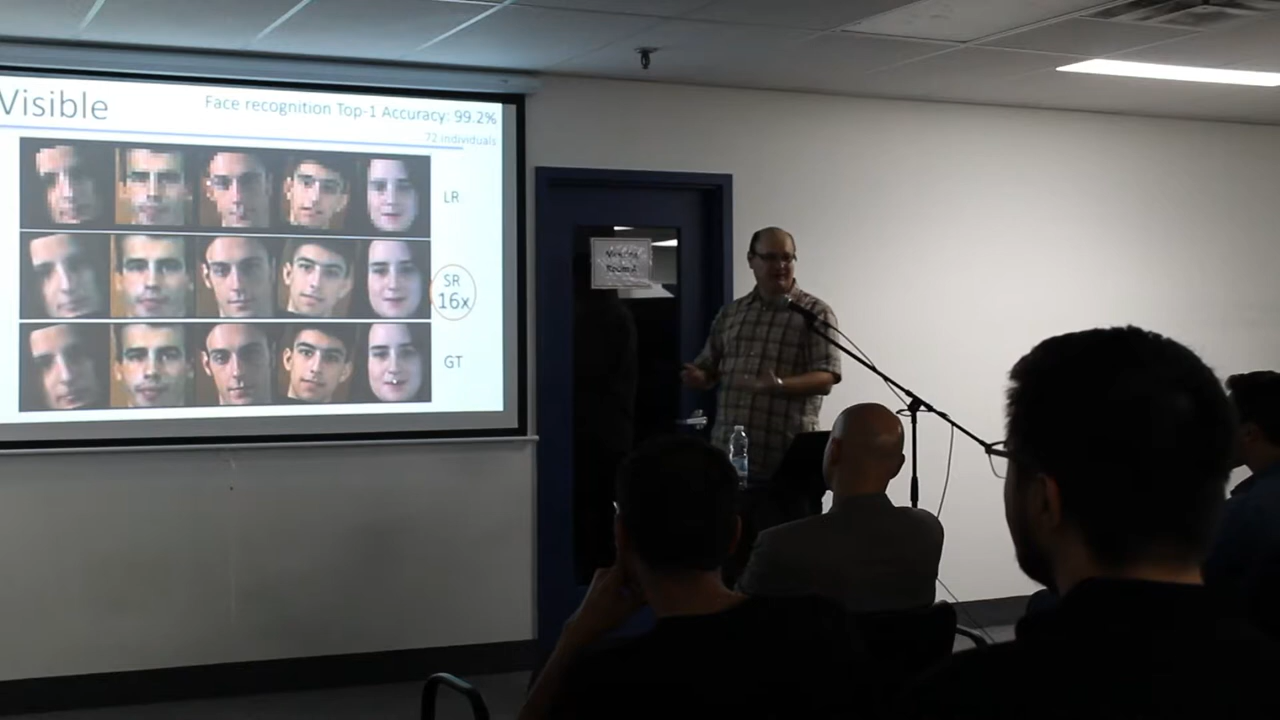 Visible
Face recognition Top-1 Accuracy: 99.2%
72 individuals
LR
SR
16x
GT